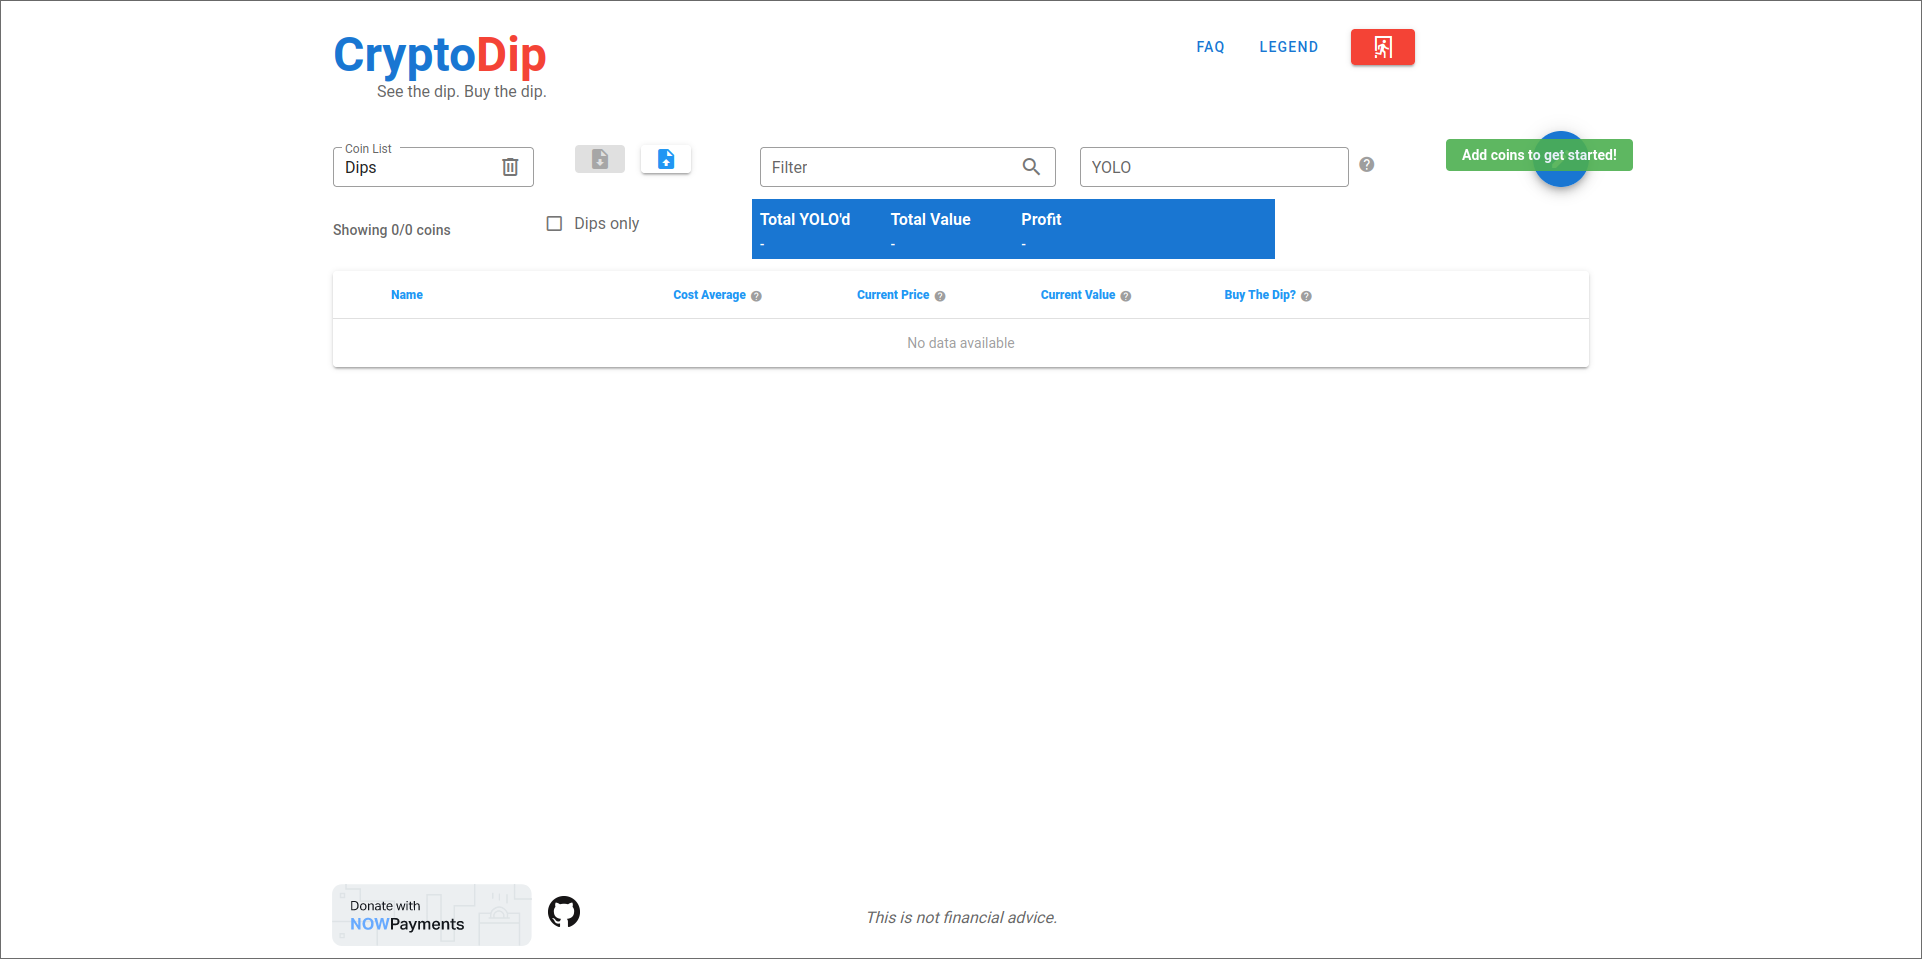 CryptoDip
See the dip. Buy the dip.
FAQ
LEGEND
Coin List
Dips
Filter
YOLO
Add coins to get started!
Showing 0/0 coins
Dips only
Total YOLO'd
Total Value
Profit
-
-
-
Name
Cost Average
Current Price
Current Value
Buy The Dip?
No data available
Donate with
NOWPayments
This is not financial advice.